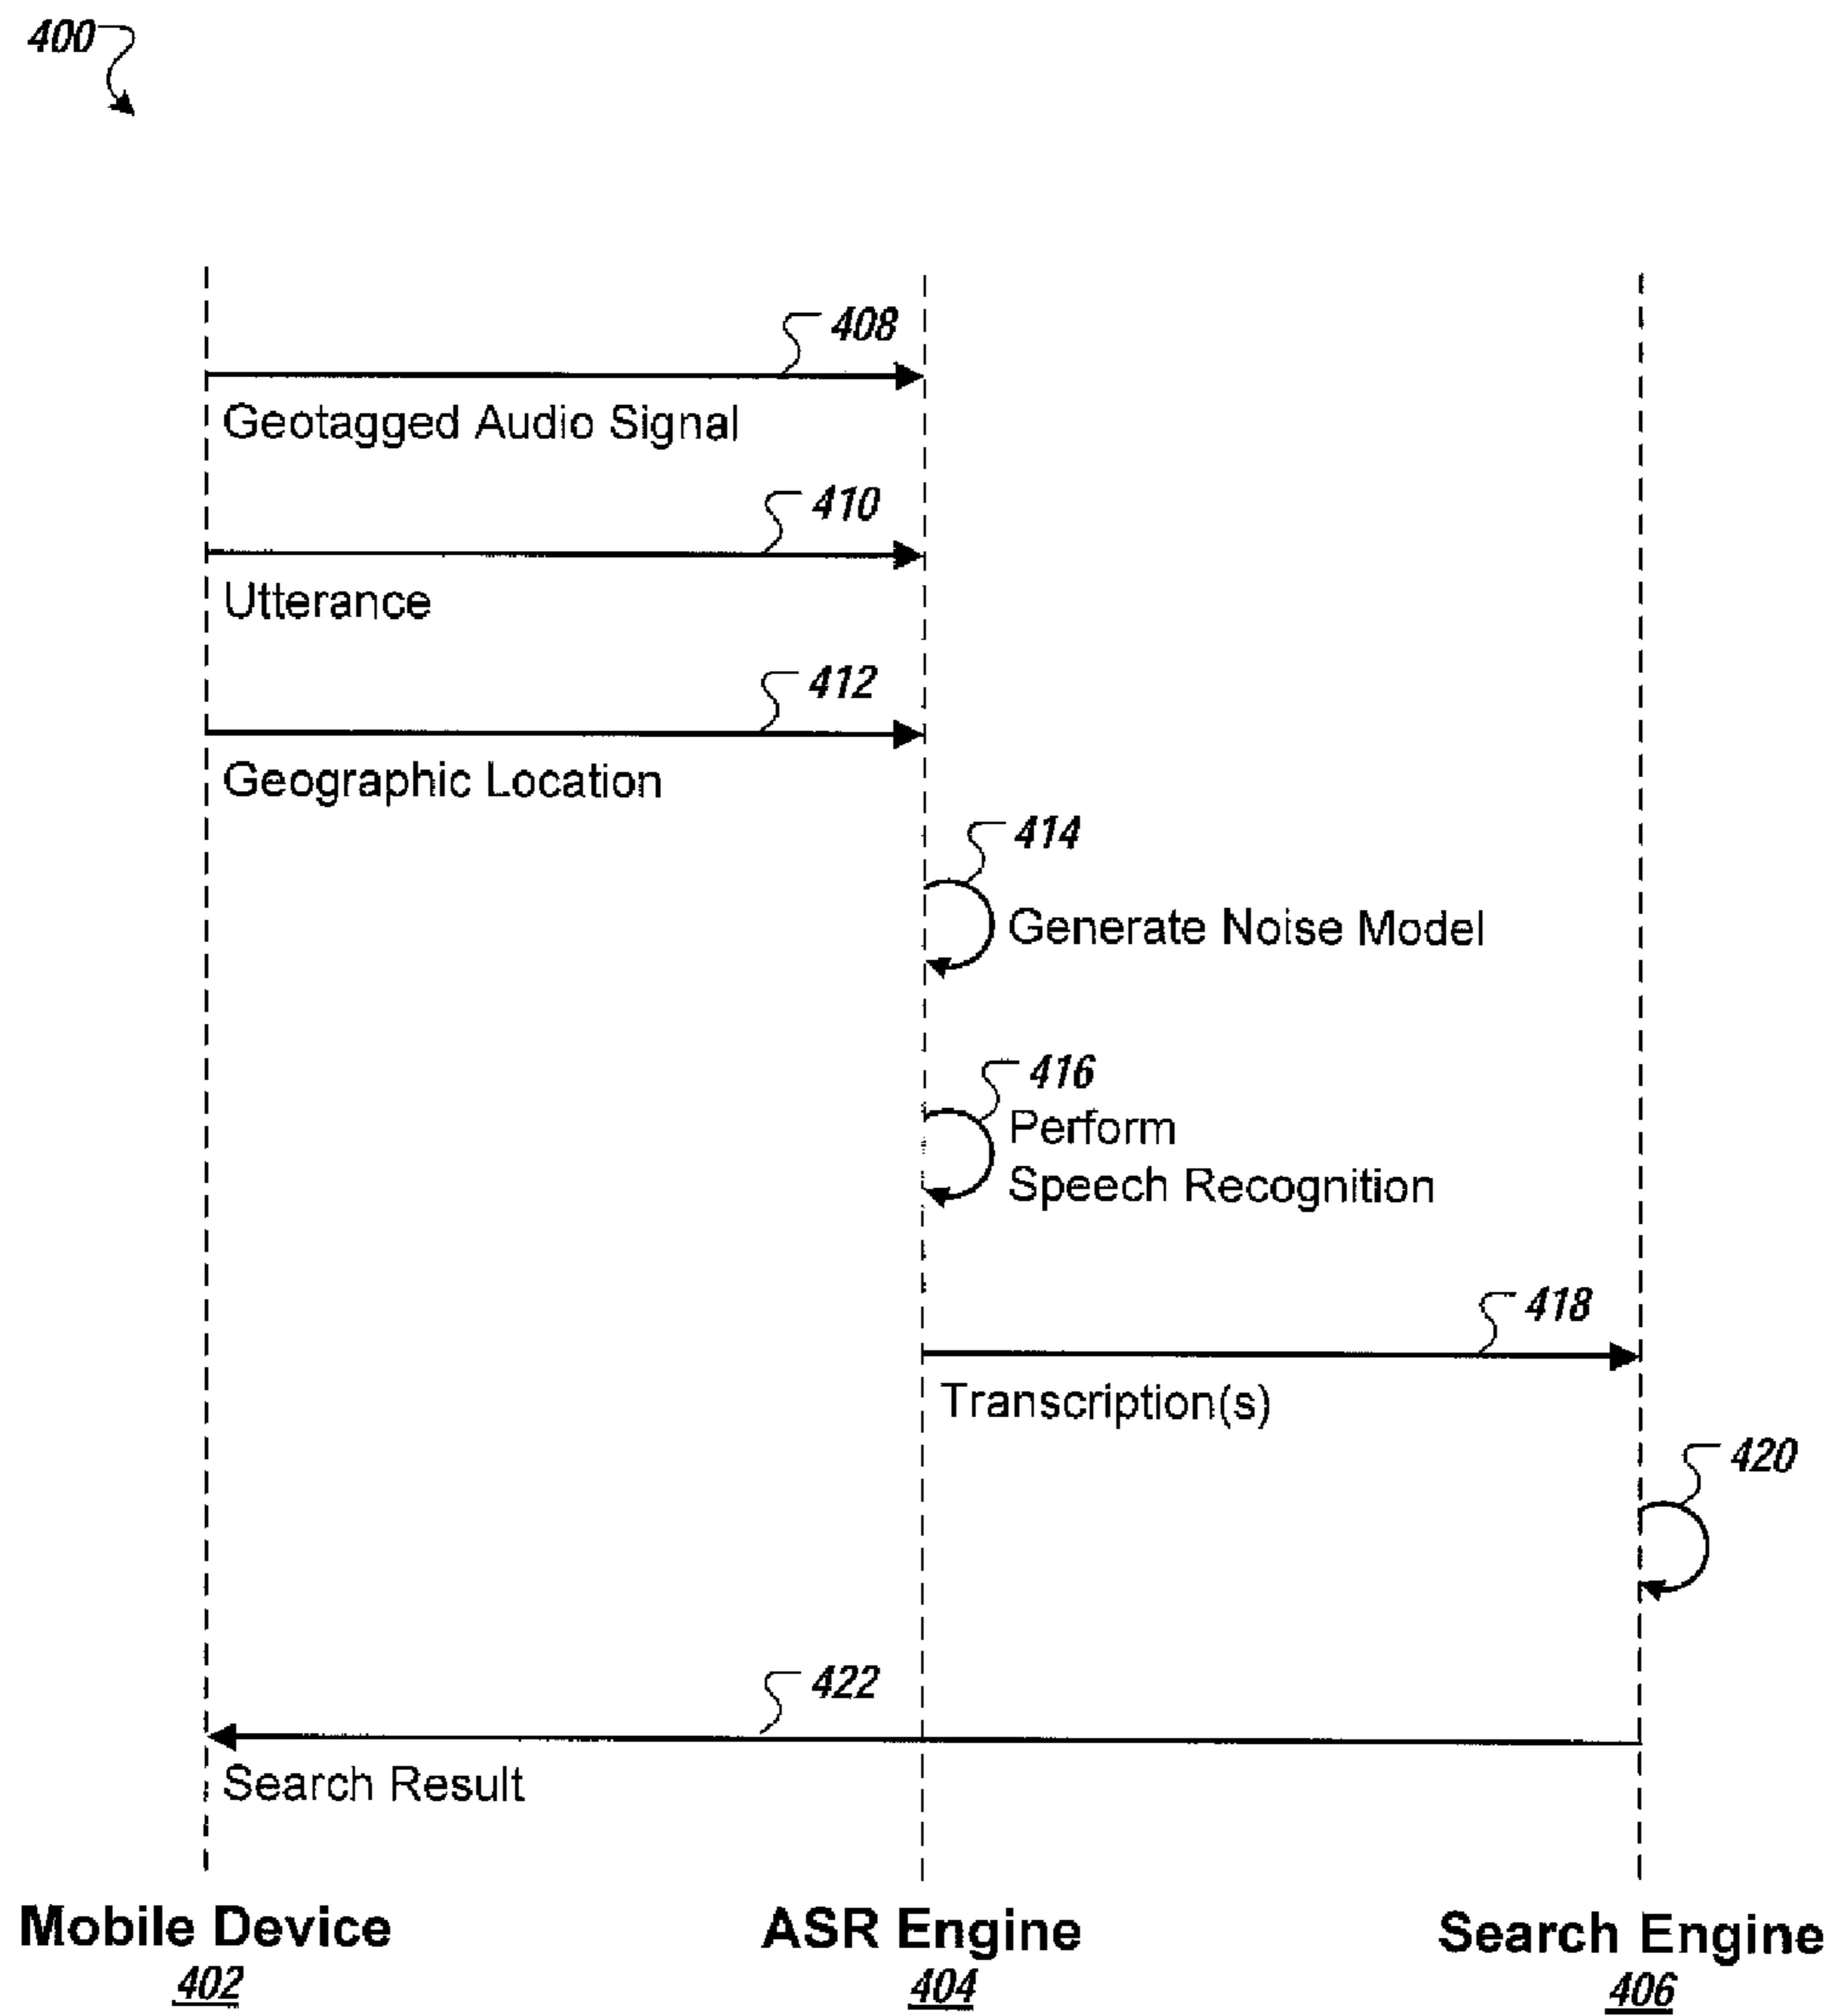 400
408
Geotagged Audio Signal
410
Utterance
412
Geographic Location
414
Generate Noise Model
416
Perform
Speech Recognition
418
Transcription(s)
420
422
Search Result
Mobile Device
402
ASR Engine
404
Search Engine
406